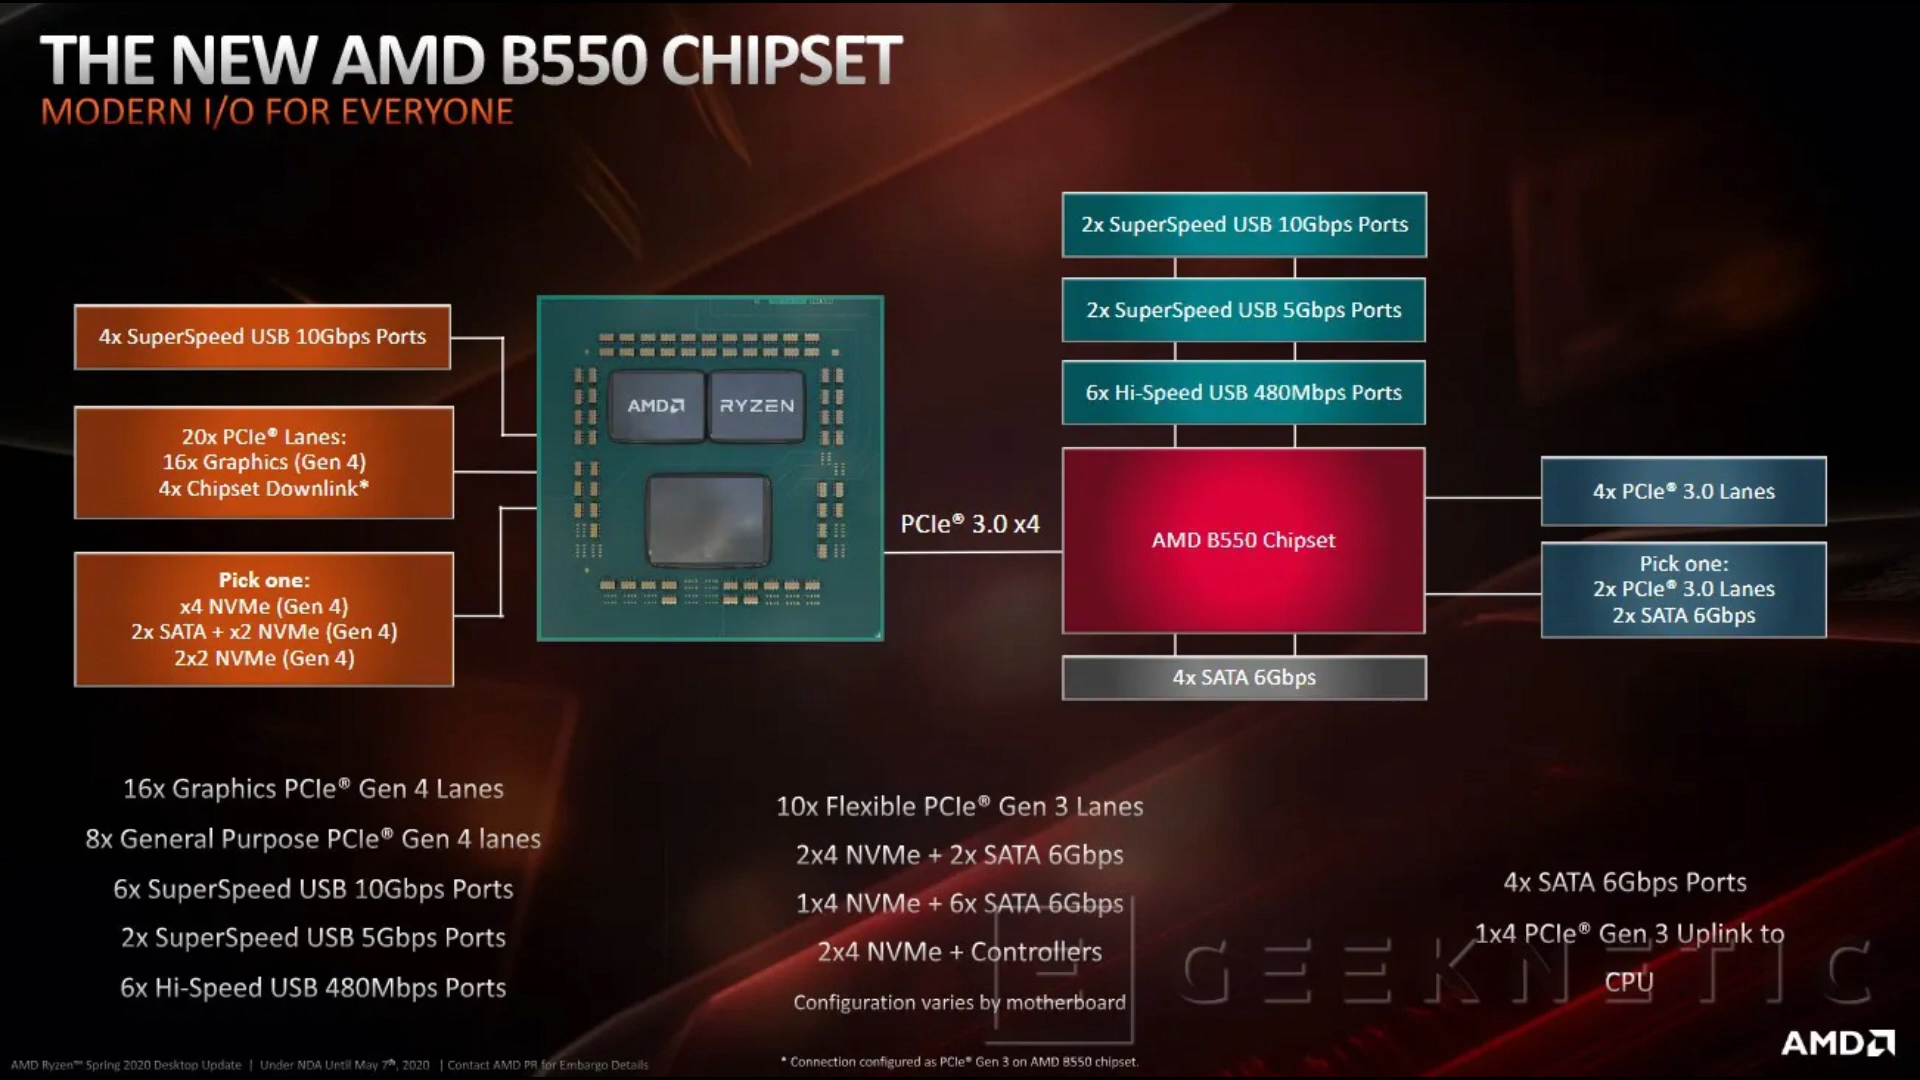 THE NEW AMD B550 CHIPSET
MODERN I/O FOR EVERYONE
4x SuperSpeed USB 10Gbps Ports
20x PCIe® Lanes:
16x Graphics (Gen 4)
4x Chipset Downlink*
Pick one:
x4 NVMe (Gen 4)
2x SATA + x2 NVMe (Gen 4)
2x2 NVMe (Gen 4)
AMD
RYZEN
PCIe® 3.0 x4
2x SuperSpeed USB 10Gbps Ports
2x SuperSpeed USB 5Gbps Ports
6x Hi-Speed USB 480Mbps Ports
AMD B550 Chipset
4x SATA 6Gbps
4x PCIe® 3.0 Lanes
Pick one:
2x PCIe® 3.0 Lanes
2x SATA 6Gbps
16x Graphics PCIe® Gen 4 Lanes
8x General Purpose PCIe® Gen 4 lanes
6x SuperSpeed USB 10Gbps Ports
2x SuperSpeed USB 5Gbps Ports
6x Hi-Speed USB 480Mbps Ports
10x Flexible PCIe® Gen 3 Lanes
2x4 NVMe + 2x SATA 6Gbps
1x4 NVMe + 6x SATA 6Gbps
2x4 NVMe + Controllers
Configuration varies by motherboard
4x SATA 6Gbps Ports
1x4 PCIe® Gen 3 Uplink to
CPU
GEEKNETIC
AMD
AMD Ryzen™ Spring 2020 Desktop Update | Under NDA Until May 7th, 2020 | Contact AMD PR for Embargo Details
* Connection configured as PCIe® Gen 3 on AMD B550 chipset.